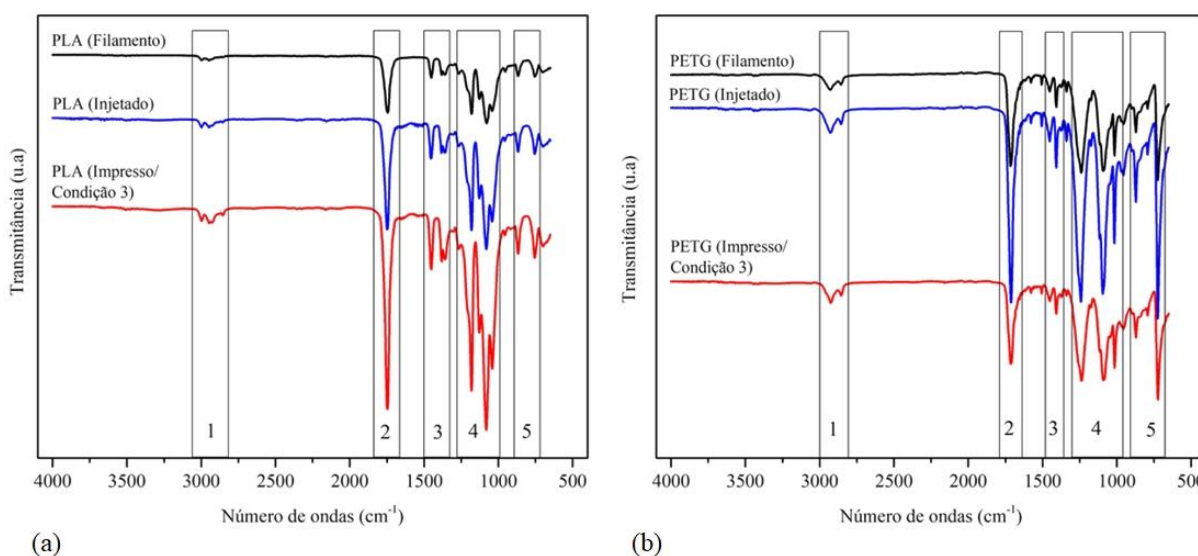 PLA (Filamento)
PLA (Injetado)
PLA (Impresso/
Condição 3)
Transmitância (u.a)
1
2
3
4
5
4000
3500
3000
2500
2000
1500
1000
500
Número de ondas (cm⁻¹)
(a)
PETG (Filamento)
PETG (Injetado)
PETG (Impresso/
Condição 3)
Transmitância (u.a)
1
2
3
4
5
4000
3500
3000
2500
2000
1500
1000
500
Número de ondas (cm⁻¹)
(b)